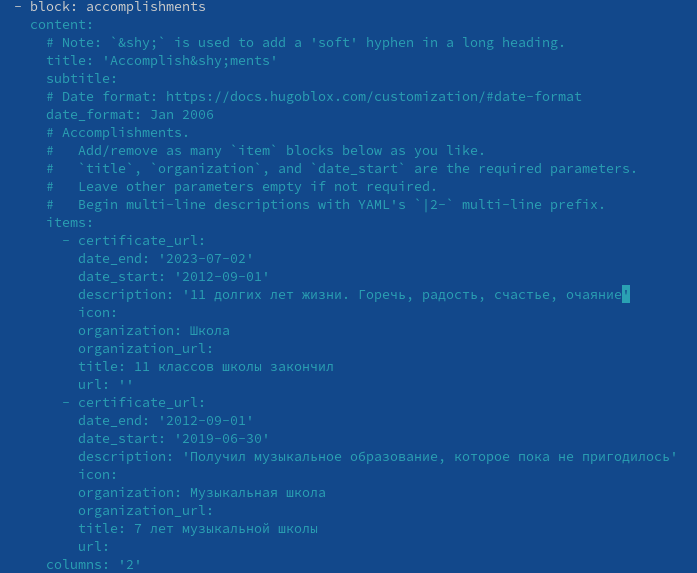 - block: accomplishments
content:
# Note: `&shy;` is used to add a 'soft' hyphen in a long heading.
title: 'Accomplish&shy;ments'
subtitle:
# Date format: https://docs.hugoblox.com/customization/#date-format
date_format: Jan 2006
# Accomplishments.
#   Add/remove as many `item` blocks below as you like.
#   `title`, `organization`, and `date_start` are the required parameters.
#   Leave other parameters empty if not required.
#   Begin multi-line descriptions with YAML's `|2-` multi-line prefix.
items:
- certificate_url:
date_end: '2023-07-02'
date_start: '2012-09-01'
description: '11 долгих лет жизни. Горечь, радость, счастье, очаяние'
icon:
organization: Школа
organization_url:
title: 11 классов школы закончил
url: ''
- certificate_url:
date_end: '2012-09-01'
date_start: '2019-06-30'
description: 'Получил музыкальное образование, которое пока не пригодилось'
icon:
organization: Музыкальная школа
organization_url:
title: 7 лет музыкальной школы
url:
columns: '2'